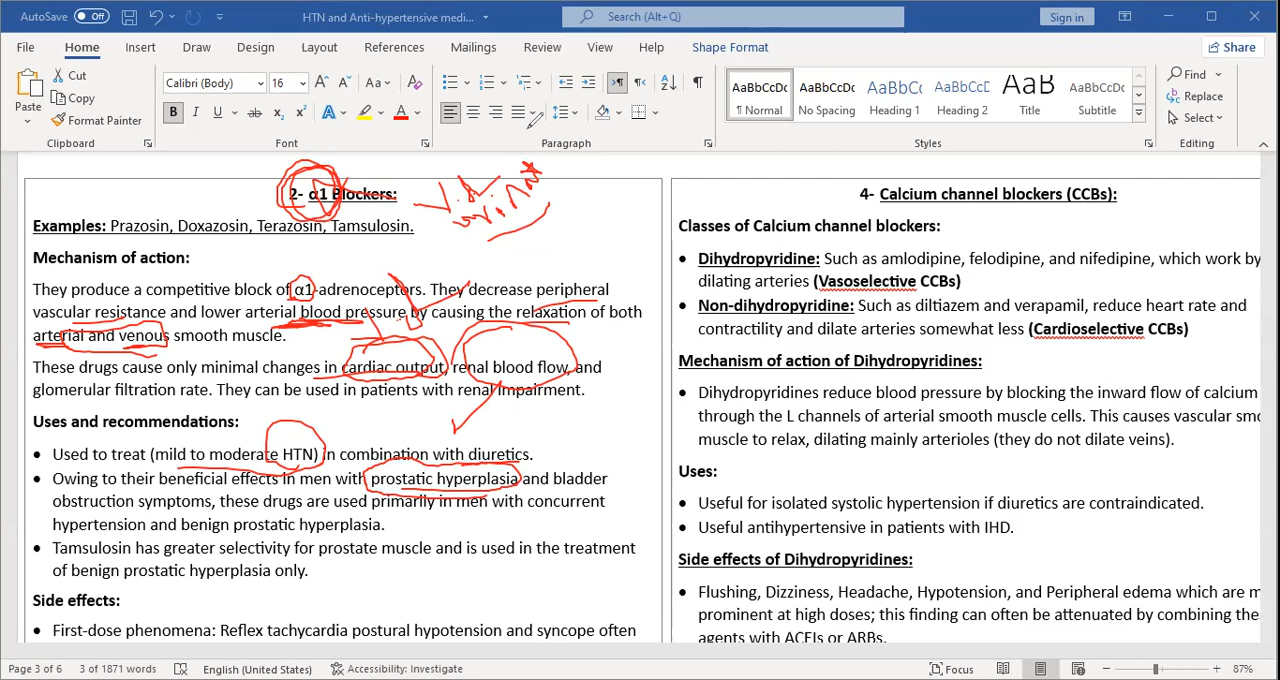 AutoSave Off HTN and Anti-hypertensive medi... Search (Alt+Q) Sign in
File Home Insert Draw Design Layout References Mailings Review View Help Shape Format Share
Paste Cut Copy Format Painter
Calibri (Body) 16 Aa
B I U ab x₂ x² A A
AaBbCcDc AaBbCcDc AaBbCc AaBbCcD AaB AaBbCcDc
¶ Normal No Spacing Heading 1 Heading 2 Title Subtitle
Find Replace Select
Clipboard Font Paragraph Styles Editing
2- α1 Blockers:
Examples: Prazosin, Doxazosin, Terazosin, Tamsulosin.
Mechanism of action:
They produce a competitive block of α1-adrenoceptors. They decrease peripheral
vascular resistance and lower arterial blood pressure by causing the relaxation of both
arterial and venous smooth muscle.
These drugs cause only minimal changes in cardiac output, renal blood flow, and
glomerular filtration rate. They can be used in patients with renal impairment.
Uses and recommendations:
• Used to treat (mild to moderate HTN) in combination with diuretics.
• Owing to their beneficial effects in men with prostatic hyperplasia and bladder
obstruction symptoms, these drugs are used primarily in men with concurrent
hypertension and benign prostatic hyperplasia.
• Tamsulosin has greater selectivity for prostate muscle and is used in the treatment
of benign prostatic hyperplasia only.
Side effects:
• First-dose phenomena: Reflex tachycardia postural hypotension and syncope often
4- Calcium channel blockers (CCBs):
Classes of Calcium channel blockers:
• Dihydropyridine: Such as amlodipine, felodipine, and nifedipine, which work by
dilating arteries (Vasoselective CCBs)
• Non-dihydropyridine: Such as diltiazem and verapamil, reduce heart rate and
contractility and dilate arteries somewhat less (Cardioselective CCBs)
Mechanism of action of Dihydropyridines:
• Dihydropyridines reduce blood pressure by blocking the inward flow of calcium
through the L channels of arterial smooth muscle cells. This causes vascular smo
muscle to relax, dilating mainly arterioles (they do not dilate veins).
Uses:
• Useful for isolated systolic hypertension if diuretics are contraindicated.
• Useful antihypertensive in patients with IHD.
Side effects of Dihydropyridines:
• Flushing, Dizziness, Headache, Hypotension, and Peripheral edema which are m
prominent at high doses; this finding can often be attenuated by combining the
agents with ACEIs or ARBs.
Page 3 of 6 3 of 1871 words English (United States) Accessibility: Investigate Focus 87%